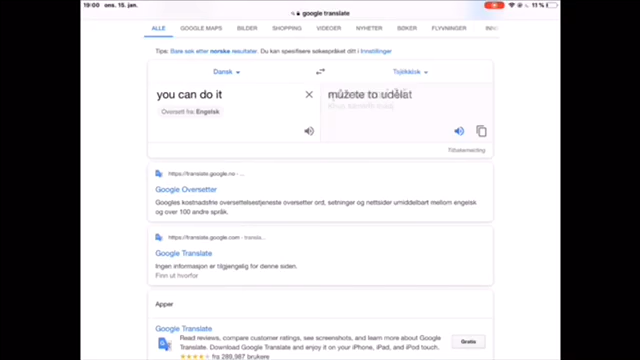 19:00 ons. 15. jan.
11 %
google translate
ALLE GOOGLE MAPS BILDER SHOPPING VIDEOER NYHETER BØKER FLYVNINGER
Tips: Bare søk etter norske resultater. Du kan spesifisere søkespråket ditt i Innstillinger
Dansk Tsjekkisk
you can do it můžete to udělat
Oversett fra: Engelsk
Tilbakemelding
https://translate.google.no › ...
Google Oversetter
Googles kostnadsfrie oversettelsestjeneste oversetter ord, setninger og nettsider umiddelbart mellom engelsk
og over 100 andre språk.
https://translate.google.com › transla...
Google Translate
Ingen informasjon er tilgjengelig for denne siden.
Finn ut hvorfor
Apper
Google Translate
Read reviews, compare customer ratings, see screenshots, and learn more about Google
Translate. Download Google Translate and enjoy it on your iPhone, iPad, and iPod touch.
Gratis
fra 289,987 brukere